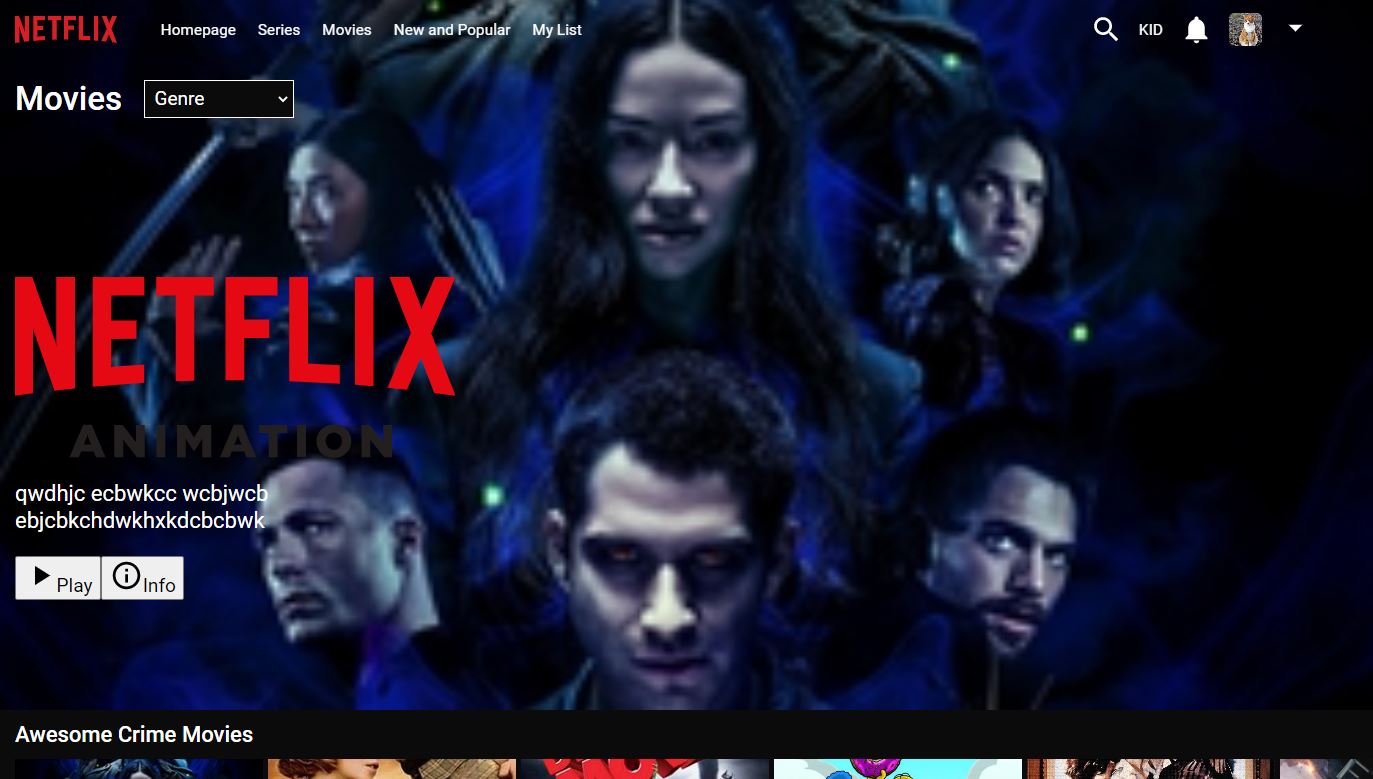 NETFLIX Homepage Series Movies New and Popular My List KID
Movies Genre
NETFLIX
ANIMATION
qwdhjc ecbwkcc wcbjwcb
ebjcbkchdwkhxkdcbcbwk
Play Info
Awesome Crime Movies